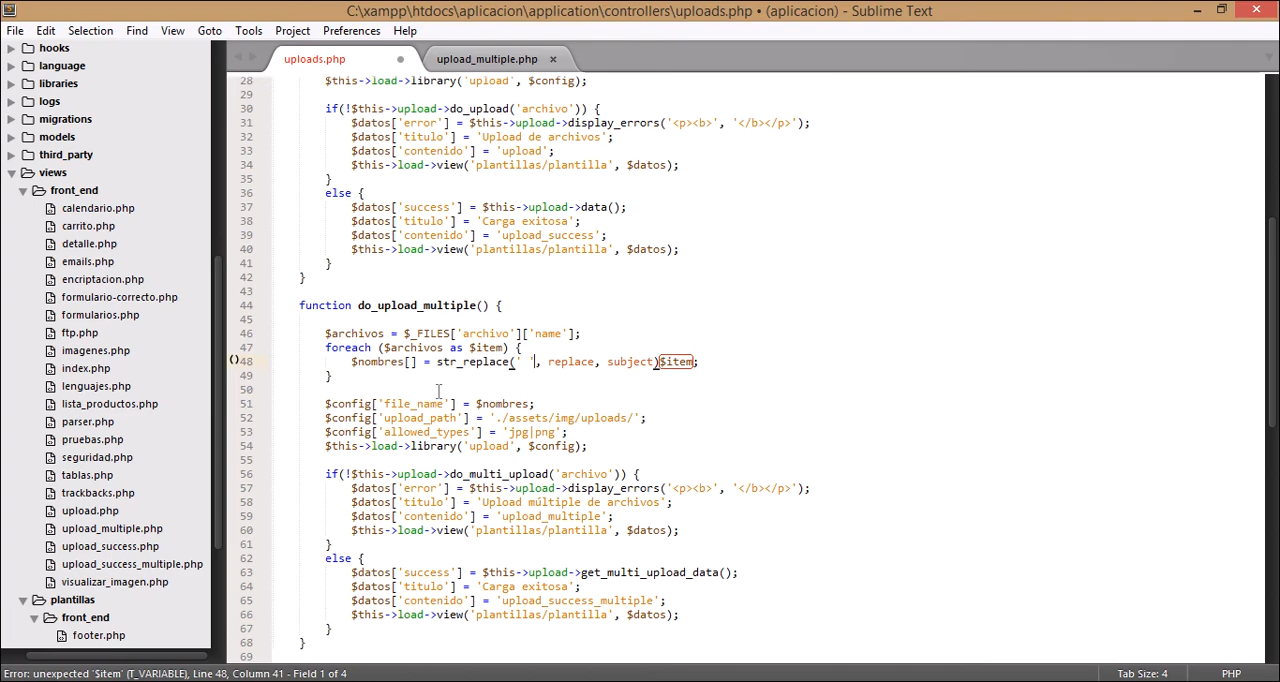 C:\xampp\htdocs\aplicacion\application\controllers\uploads.php • (aplicacion) - Sublime Text
File Edit Selection Find View Goto Tools Project Preferences Help
hooks
language
libraries
logs
migrations
models
third_party
views
front_end
calendario.php
carrito.php
detalle.php
emails.php
encriptacion.php
formulario-correcto.php
formularios.php
ftp.php
imagenes.php
index.php
lenguajes.php
lista_productos.php
parser.php
pruebas.php
seguridad.php
tablas.php
trackbacks.php
upload.php
upload_multiple.php
upload_success.php
upload_success_multiple.php
visualizar_imagen.php
plantillas
front_end
footer.php
uploads.php upload_multiple.php
28 $this->load->library('upload', $config);
29
30 if(!$this->upload->do_upload('archivo')) {
31 $datos['error'] = $this->upload->display_errors('<p><b>', '</b></p>');
32 $datos['titulo'] = 'Upload de archivos';
33 $datos['contenido'] = 'upload';
34 $this->load->view('plantillas/plantilla', $datos);
35 }
36 else {
37 $datos['success'] = $this->upload->data();
38 $datos['titulo'] = 'Carga exitosa';
39 $datos['contenido'] = 'upload_success';
40 $this->load->view('plantillas/plantilla', $datos);
41 }
42 }
43
44 function do_upload_multiple() {
45
46 $archivos = $_FILES['archivo']['name'];
47 foreach ($archivos as $item) {
48 $nombres[] = str_replace(' ', replace, subject)$item;
49 }
50
51 $config['file_name'] = $nombres;
52 $config['upload_path'] = './assets/img/uploads/';
53 $config['allowed_types'] = 'jpg|png';
54 $this->load->library('upload', $config);
55
56 if(!$this->upload->do_multi_upload('archivo')) {
57 $datos['error'] = $this->upload->display_errors('<p><b>', '</b></p>');
58 $datos['titulo'] = 'Upload múltiple de archivos';
59 $datos['contenido'] = 'upload_multiple';
60 $this->load->view('plantillas/plantilla', $datos);
61 }
62 else {
63 $datos['success'] = $this->upload->get_multi_upload_data();
64 $datos['titulo'] = 'Carga exitosa';
65 $datos['contenido'] = 'upload_success_multiple';
66 $this->load->view('plantillas/plantilla', $datos);
67 }
68 }
69
Error: unexpected '$item' (T_VARIABLE), Line 48, Column 41 - Field 1 of 4 Tab Size: 4 PHP